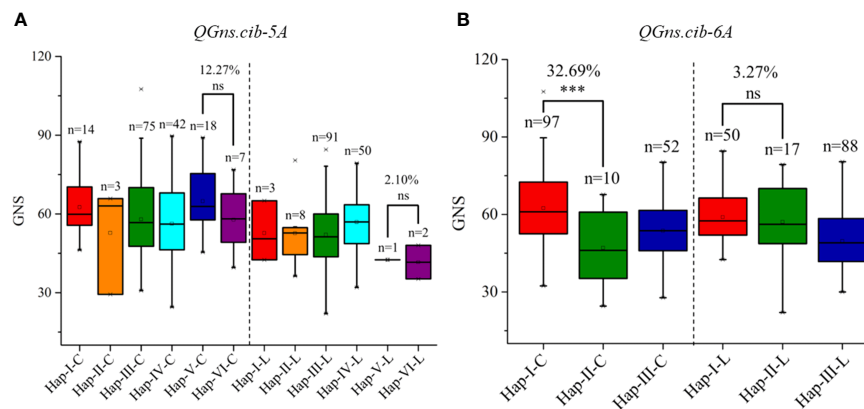 A
QGns.cib-5A
GNS
120
90
60
30
12.27%
ns
n=14
n=3
n=75
n=42
n=18
n=7
n=3
n=8
n=91
n=50
2.10%
ns
n=1
n=2
Hap-I-C
Hap-II-C
Hap-III-C
Hap-IV-C
Hap-V-C
Hap-VI-C
Hap-I-L
Hap-II-L
Hap-III-L
Hap-IV-L
Hap-V-L
Hap-VI-L
B
QGns.cib-6A
GNS
120
90
60
30
32.69%
***
n=97
n=10
n=52
3.27%
ns
n=50
n=17
n=88
Hap-I-C
Hap-II-C
Hap-III-C
Hap-I-L
Hap-II-L
Hap-III-L